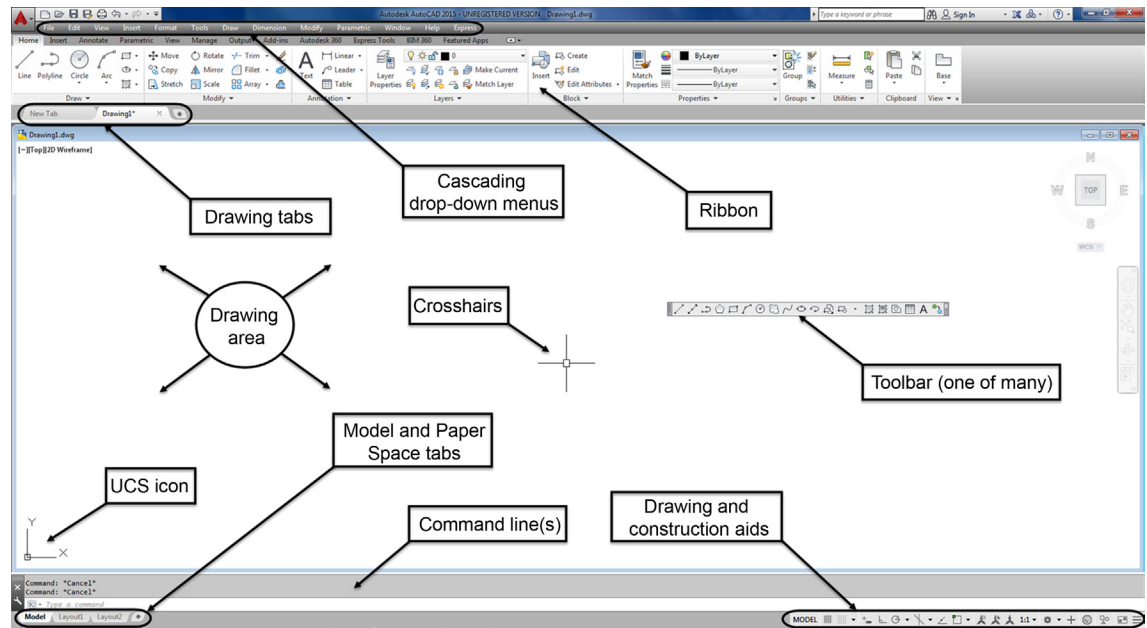 Autodesk AutoCAD 2015 - UNREGISTERED VERSION Drawing1.dwg
Type a keyword or phrase
Sign In
File Edit View Insert Format Tools Draw Dimension Modify Parametric Window Help Express
Home Insert Annotate Parametric View Manage Output Add-ins Autodesk 360 Express Tools BIM 360 Featured Apps
Move Rotate Trim Linear 0 Create ByLayer
Line Polyline Circle Arc Copy Mirror Fillet Text Leader Layer Properties Make Current Insert Edit Match Properties ByLayer Group Measure Paste Base
Stretch Scale Array Table Match Layer Edit Attributes ByLayer
Draw Modify Annotation Layers Block Properties Groups Utilities Clipboard View
New Tab Drawing1*
Drawing1.dwg
[−][Top][2D Wireframe]
N
W TOP E
S
WCS
Cascading
drop-down menus
Drawing tabs
Ribbon
Crosshairs
Drawing
area
A
Toolbar (one of many)
Model and Paper
Space tabs
UCS icon
Y
X
Command line(s)
Drawing and
construction aids
Command: *Cancel*
Command: *Cancel*
Type a command
Model Layout1 Layout2 +
MODEL 1:1